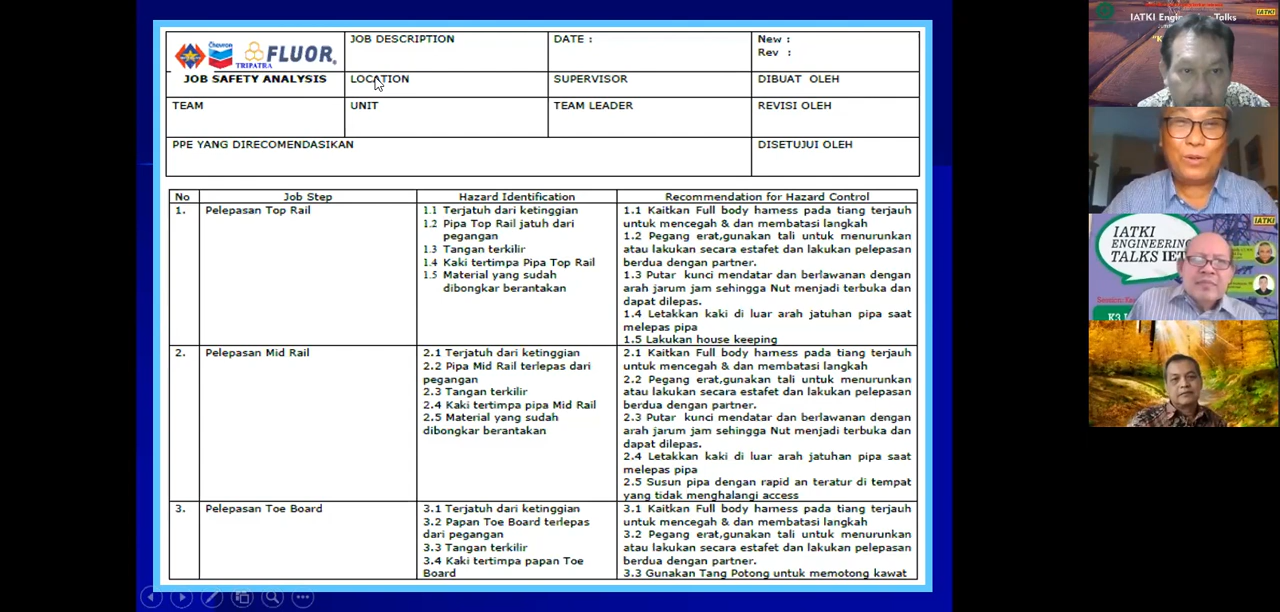 Chevron
TRIPATRA
FLUOR.
JOB SAFETY ANALYSIS
JOB DESCRIPTION
DATE :
New :
Rev :
LOCATION
SUPERVISOR
DIBUAT OLEH
TEAM
UNIT
TEAM LEADER
REVISI OLEH
PPE YANG DIRECOMENDASIKAN
DISETUJUI OLEH
No
Job Step
Hazard Identification
Recommendation for Hazard Control
1.
Pelepasan Top Rail
1.1 Terjatuh dari ketinggian
1.2 Pipa Top Rail jatuh dari
pegangan
1.3 Tangan terkilir
1.4 Kaki tertimpa Pipa Top Rail
1.5 Material yang sudah
dibongkar berantakan
1.1 Kaitkan Full body harness pada tiang terjauh
untuk mencegah & dan membatasi langkah
1.2 Pegang erat,gunakan tali untuk menurunkan
atau lakukan secara estafet dan lakukan pelepasan
berdua dengan partner.
1.3 Putar kunci mendatar dan berlawanan dengan
arah jarum jam sehingga Nut menjadi terbuka dan
dapat dilepas.
1.4 Letakkan kaki di luar arah jatuhan pipa saat
melepas pipa
1.5 Lakukan house keeping
2.
Pelepasan Mid Rail
2.1 Terjatuh dari ketinggian
2.2 Pipa Mid Rail terlepas dari
pegangan
2.3 Tangan terkilir
2.4 Kaki tertimpa pipa Mid Rail
2.5 Material yang sudah
dibongkar berantakan
2.1 Kaitkan Full body harness pada tiang terjauh
untuk mencegah & dan membatasi langkah
2.2 Pegang erat,gunakan tali untuk menurunkan
atau lakukan secara estafet dan lakukan pelepasan
berdua dengan partner.
2.3 Putar kunci mendatar dan berlawanan dengan
arah jarum jam sehingga Nut menjadi terbuka dan
dapat dilepas.
2.4 Letakkan kaki di luar arah jatuhan pipa saat
melepas pipa
2.5 Susun pipa dengan rapid an teratur di tempat
yang tidak menghalangi access
3.
Pelepasan Toe Board
3.1 Terjatuh dari ketinggian
3.2 Papan Toe Board terlepas
dari pegangan
3.3 Tangan terkilir
3.4 Kaki tertimpa papan Toe
Board
3.1 Kaitkan Full body harness pada tiang terjauh
untuk mencegah & dan membatasi langkah
3.2 Pegang erat,gunakan tali untuk menurunkan
atau lakukan secara estafet dan lakukan pelepasan
berdua dengan partner.
3.3 Gunakan Tang Potong untuk memotong kawat
IATKI
Talks
IATKI
IATKI
ENGINEERING
TALKS IET
Session:
K3